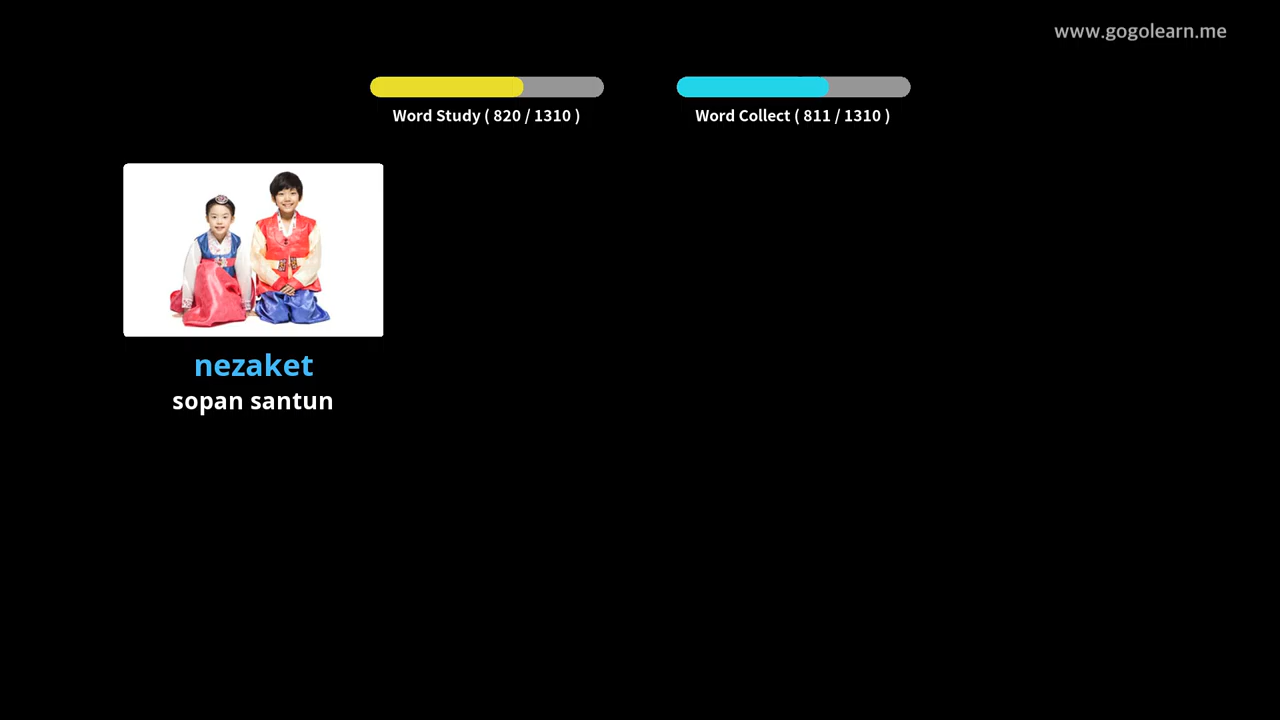 www.gogolearn.me
Word Study ( 820 / 1310 )
Word Collect ( 811 / 1310 )
nezaket
sopan santun